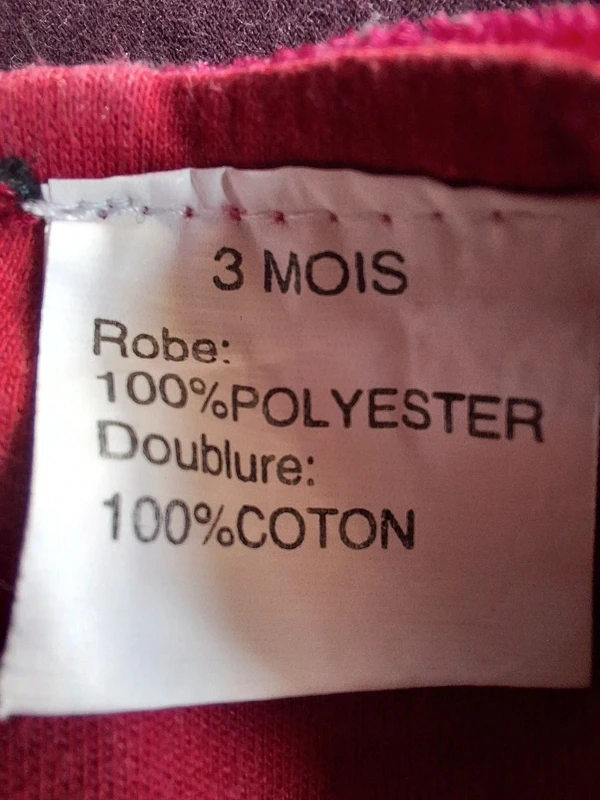 3 MOIS
Robe:
100%POLYESTER
Doublure:
100%COTON